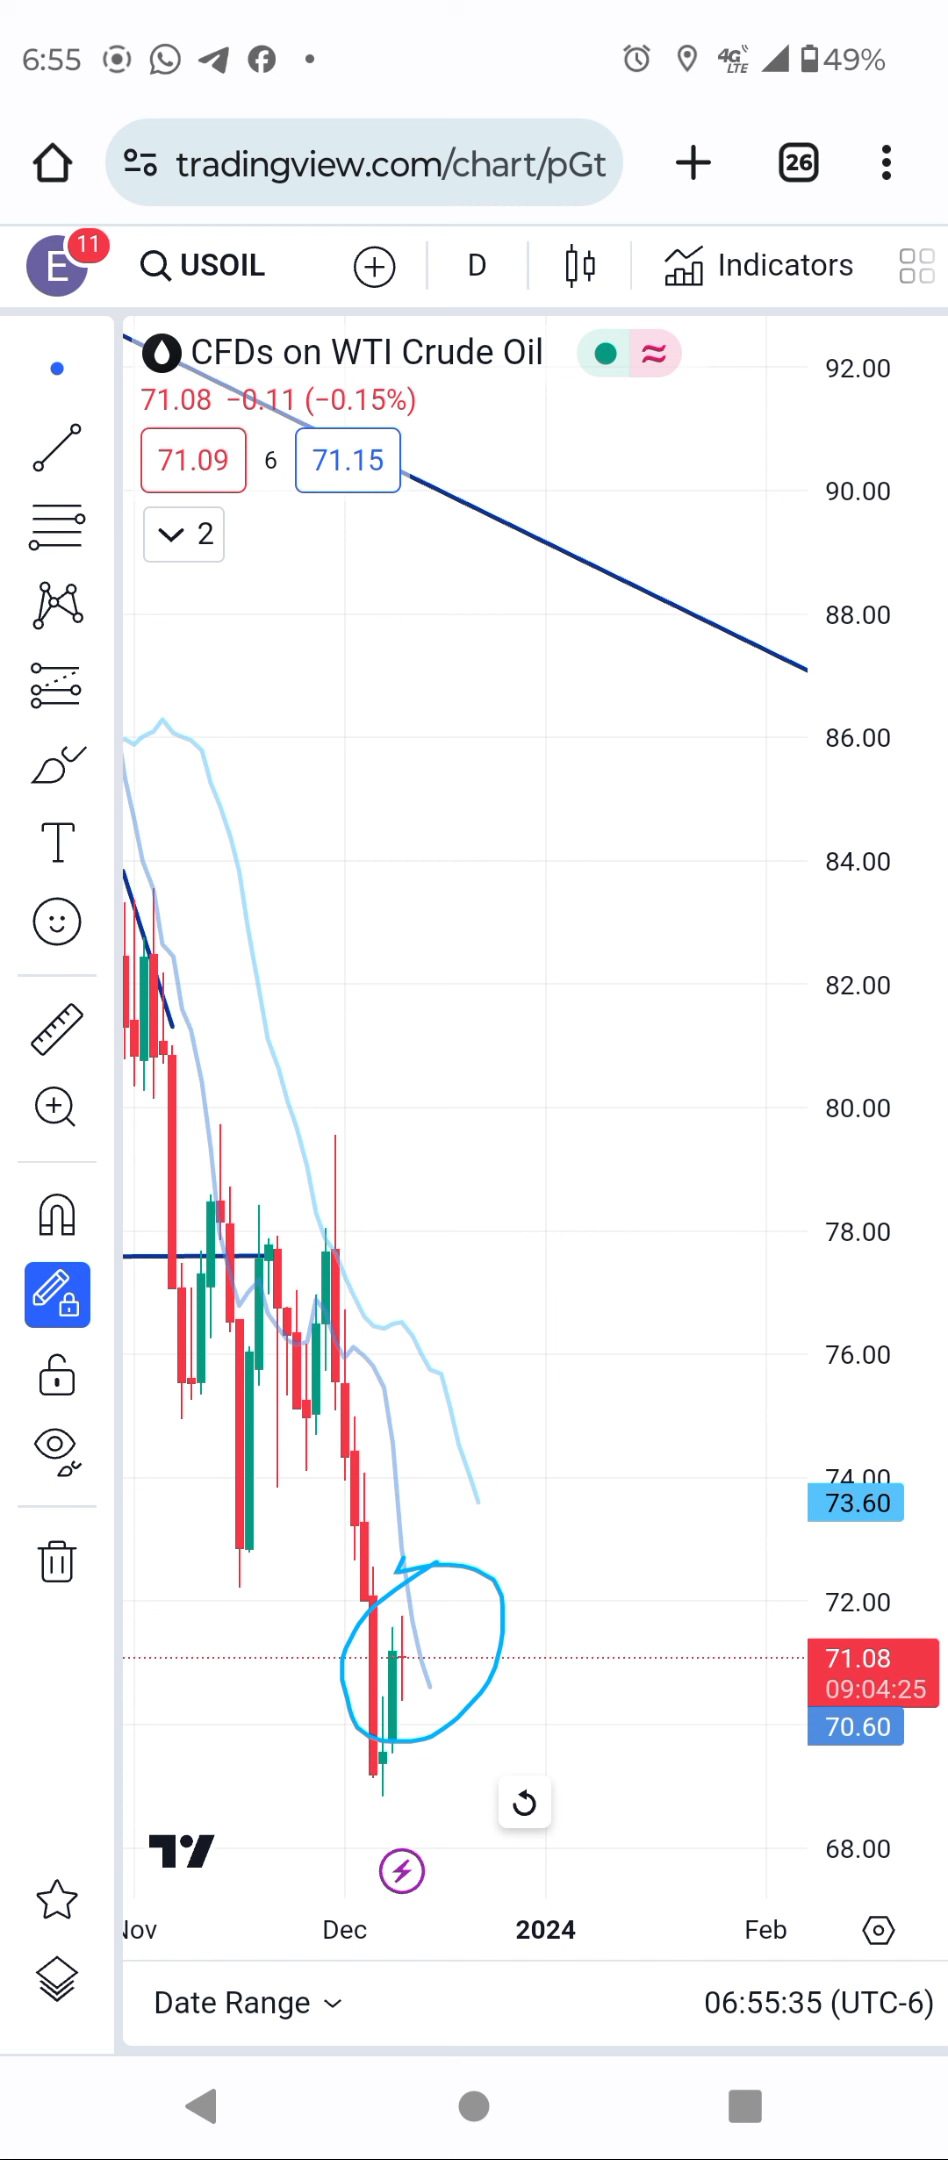 6:55
4G LTE 49%
tradingview.com/chart/pGt
26
E 11 USOIL D Indicators
CFDs on WTI Crude Oil
71.08 −0.11 (−0.15%)
71.09 6 71.15
2
92.00
90.00
88.00
86.00
84.00
82.00
80.00
78.00
76.00
74.00
73.60
72.00
71.08
09:04:25
70.60
68.00
Nov Dec 2024 Feb
Date Range 06:55:35 (UTC-6)